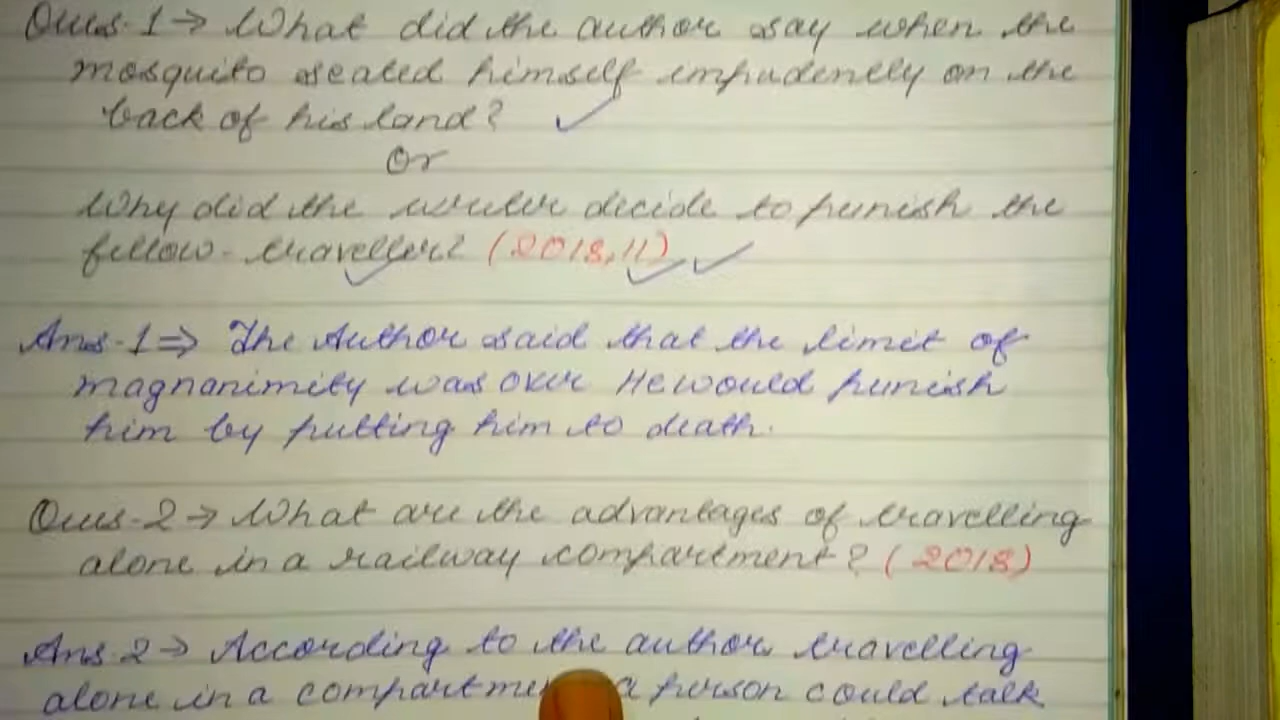 Ques-1→ What did the author say when the
mosquito seated himself impudently on the
back of his land?
Or
Why did the writer decide to punish the
fellow-traveller? (2018,11)
Ans-1⇒ The Author said that the limit of
magnanimity was over He would punish
him by putting him to death.
Ques-2→ What are the advantages of travelling
alone in a railway compartment? (2018)
Ans 2→ According to the author, travelling
alone in a a person could talk